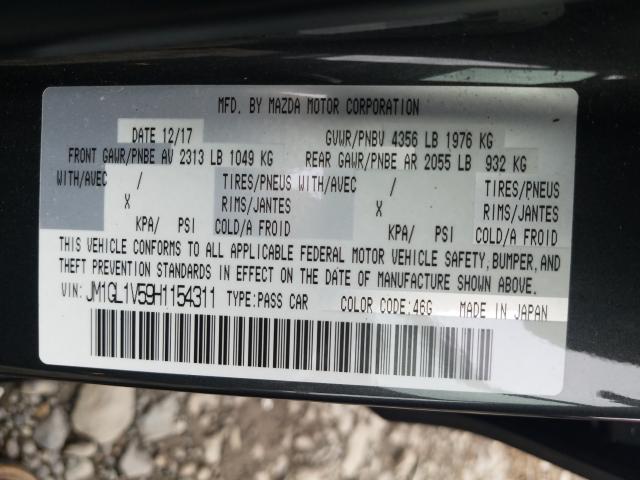 MFD. BY MAZDA MOTOR CORPORATION
DATE 12/17 GVWR/PNBV 4356 LB 1976 KG
FRONT GAWR/PNBE AV 2313 LB 1049 KG REAR GAWR/PNBE AR 2055 LB 932 KG
WITH/AVEC / TIRES/PNEUS WITH/AVEC / TIRES/PNEUS
X RIMS/JANTES X RIMS/JANTES
KPA/ PSI COLD/A FROID KPA/ PSI COLD/A FROID
THIS VEHICLE CONFORMS TO ALL APPLICABLE FEDERAL MOTOR VEHICLE SAFETY, BUMPER, AND
THEFT PREVENTION STANDARDS IN EFFECT ON THE DATE OF MANUFACTURE SHOWN ABOVE.
VIN: JM1GL1V59H1154311 TYPE:PASS CAR COLOR CODE:46G MADE IN JAPAN